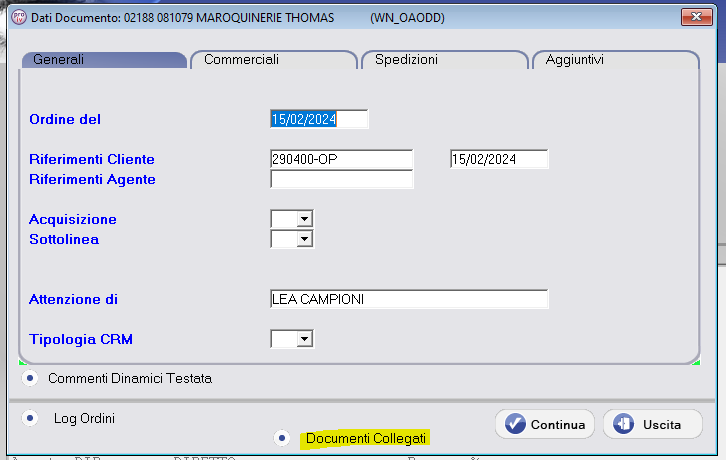 Dati Documento: 02188 081079 MAROQUINERIE THOMAS (WN_OAODD)
Generali Commerciali Spedizioni Aggiuntivi
Ordine del 15/02/2024
Riferimenti Cliente 290400-OP 15/02/2024
Riferimenti Agente
Acquisizione
Sottolinea
Attenzione di LEA CAMPIONI
Tipologia CRM
Commenti Dinamici Testata
Log Ordini
Continua Uscita
Documenti Collegati